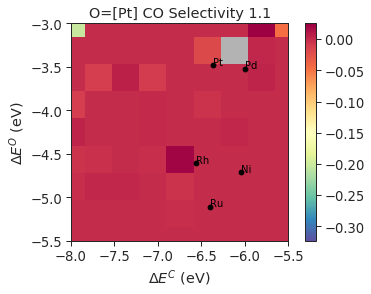 O=[Pt] CO Selectivity 1.1
−3.0
−3.5
−4.0
−4.5
−5.0
−5.5
ΔE^O (eV)
Pt
Pd
Rh
Ni
Ru
−8.0 −7.5 −7.0 −6.5 −6.0 −5.5
ΔE^C (eV)
0.00
−0.05
−0.10
−0.15
−0.20
−0.25
−0.30